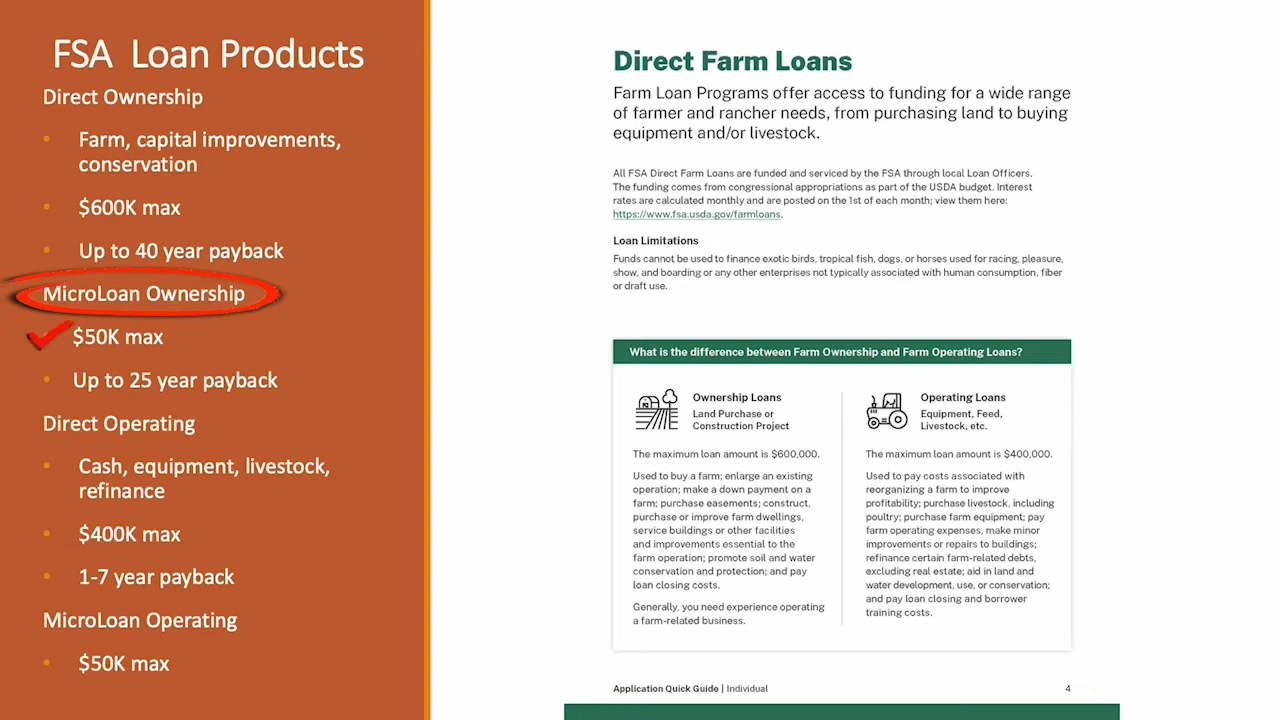 FSA Loan Products
Direct Ownership
• Farm, capital improvements,
conservation
• $600K max
• Up to 40 year payback
MicroLoan Ownership
$50K max
• Up to 25 year payback
Direct Operating
• Cash, equipment, livestock,
refinance
• $400K max
• 1-7 year payback
MicroLoan Operating
• $50K max
Direct Farm Loans
Farm Loan Programs offer access to funding for a wide range
of farmer and rancher needs, from purchasing land to buying
equipment and/or livestock.
All FSA Direct Farm Loans are funded and serviced by the FSA through local Loan Officers.
The funding comes from congressional appropriations as part of the USDA budget. Interest
rates are calculated monthly and are posted on the 1st of each month; view them here:
https://www.fsa.usda.gov/farmloans.
Loan Limitations
Funds cannot be used to finance exotic birds, tropical fish, dogs, or horses used for racing, pleasure,
show, and boarding or any other enterprises not typically associated with human consumption, fiber
or draft use.
What is the difference between Farm Ownership and Farm Operating Loans?
Ownership Loans
Land Purchase or
Construction Project
The maximum loan amount is $600,000.
Used to buy a farm; enlarge an existing
operation; make a down payment on a
farm; purchase easements; construct,
purchase or improve farm dwellings,
service buildings or other facilities
and improvements essential to the
farm operation; promote soil and water
conservation and protection; and pay
loan closing costs.
Generally, you need experience operating
a farm-related business.
Operating Loans
Equipment, Feed,
Livestock, etc.
The maximum loan amount is $400,000.
Used to pay costs associated with
reorganizing a farm to improve
profitability; purchase livestock, including
poultry; purchase farm equipment; pay
farm operating expenses, make minor
improvements or repairs to buildings;
refinance certain farm-related debts,
excluding real estate; aid in land and
water development, use, or conservation;
and pay loan closing and borrower
training costs.
Application Quick Guide | Individual
4